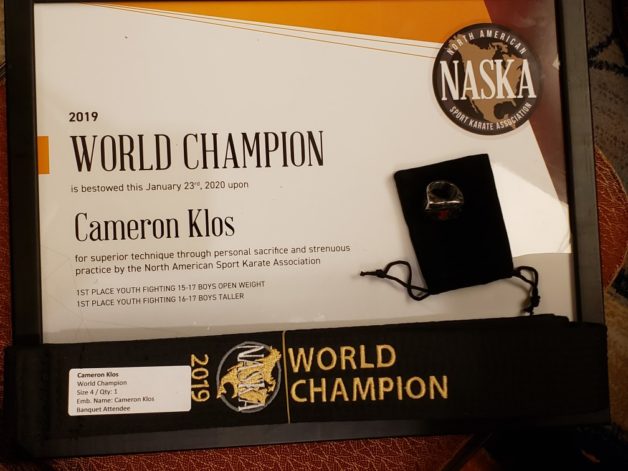 NORTH AMERICAN
NASKA
SPORT KARATE ASSOCIATION
2019
WORLD CHAMPION
is bestowed this January 23rd, 2020 upon
Cameron Klos
for superior technique through personal sacrifice and strenuous
practice by the North American Sport Karate Association
1ST PLACE YOUTH FIGHTING 15-17 BOYS OPEN WEIGHT
1ST PLACE YOUTH FIGHTING 16-17 BOYS TALLER
Cameron Klos
World Champion
Size 4 / Qty: 1
Emb. Name: Cameron Klos
Banquet Attendee
2019
NASKA
WORLD
CHAMPION